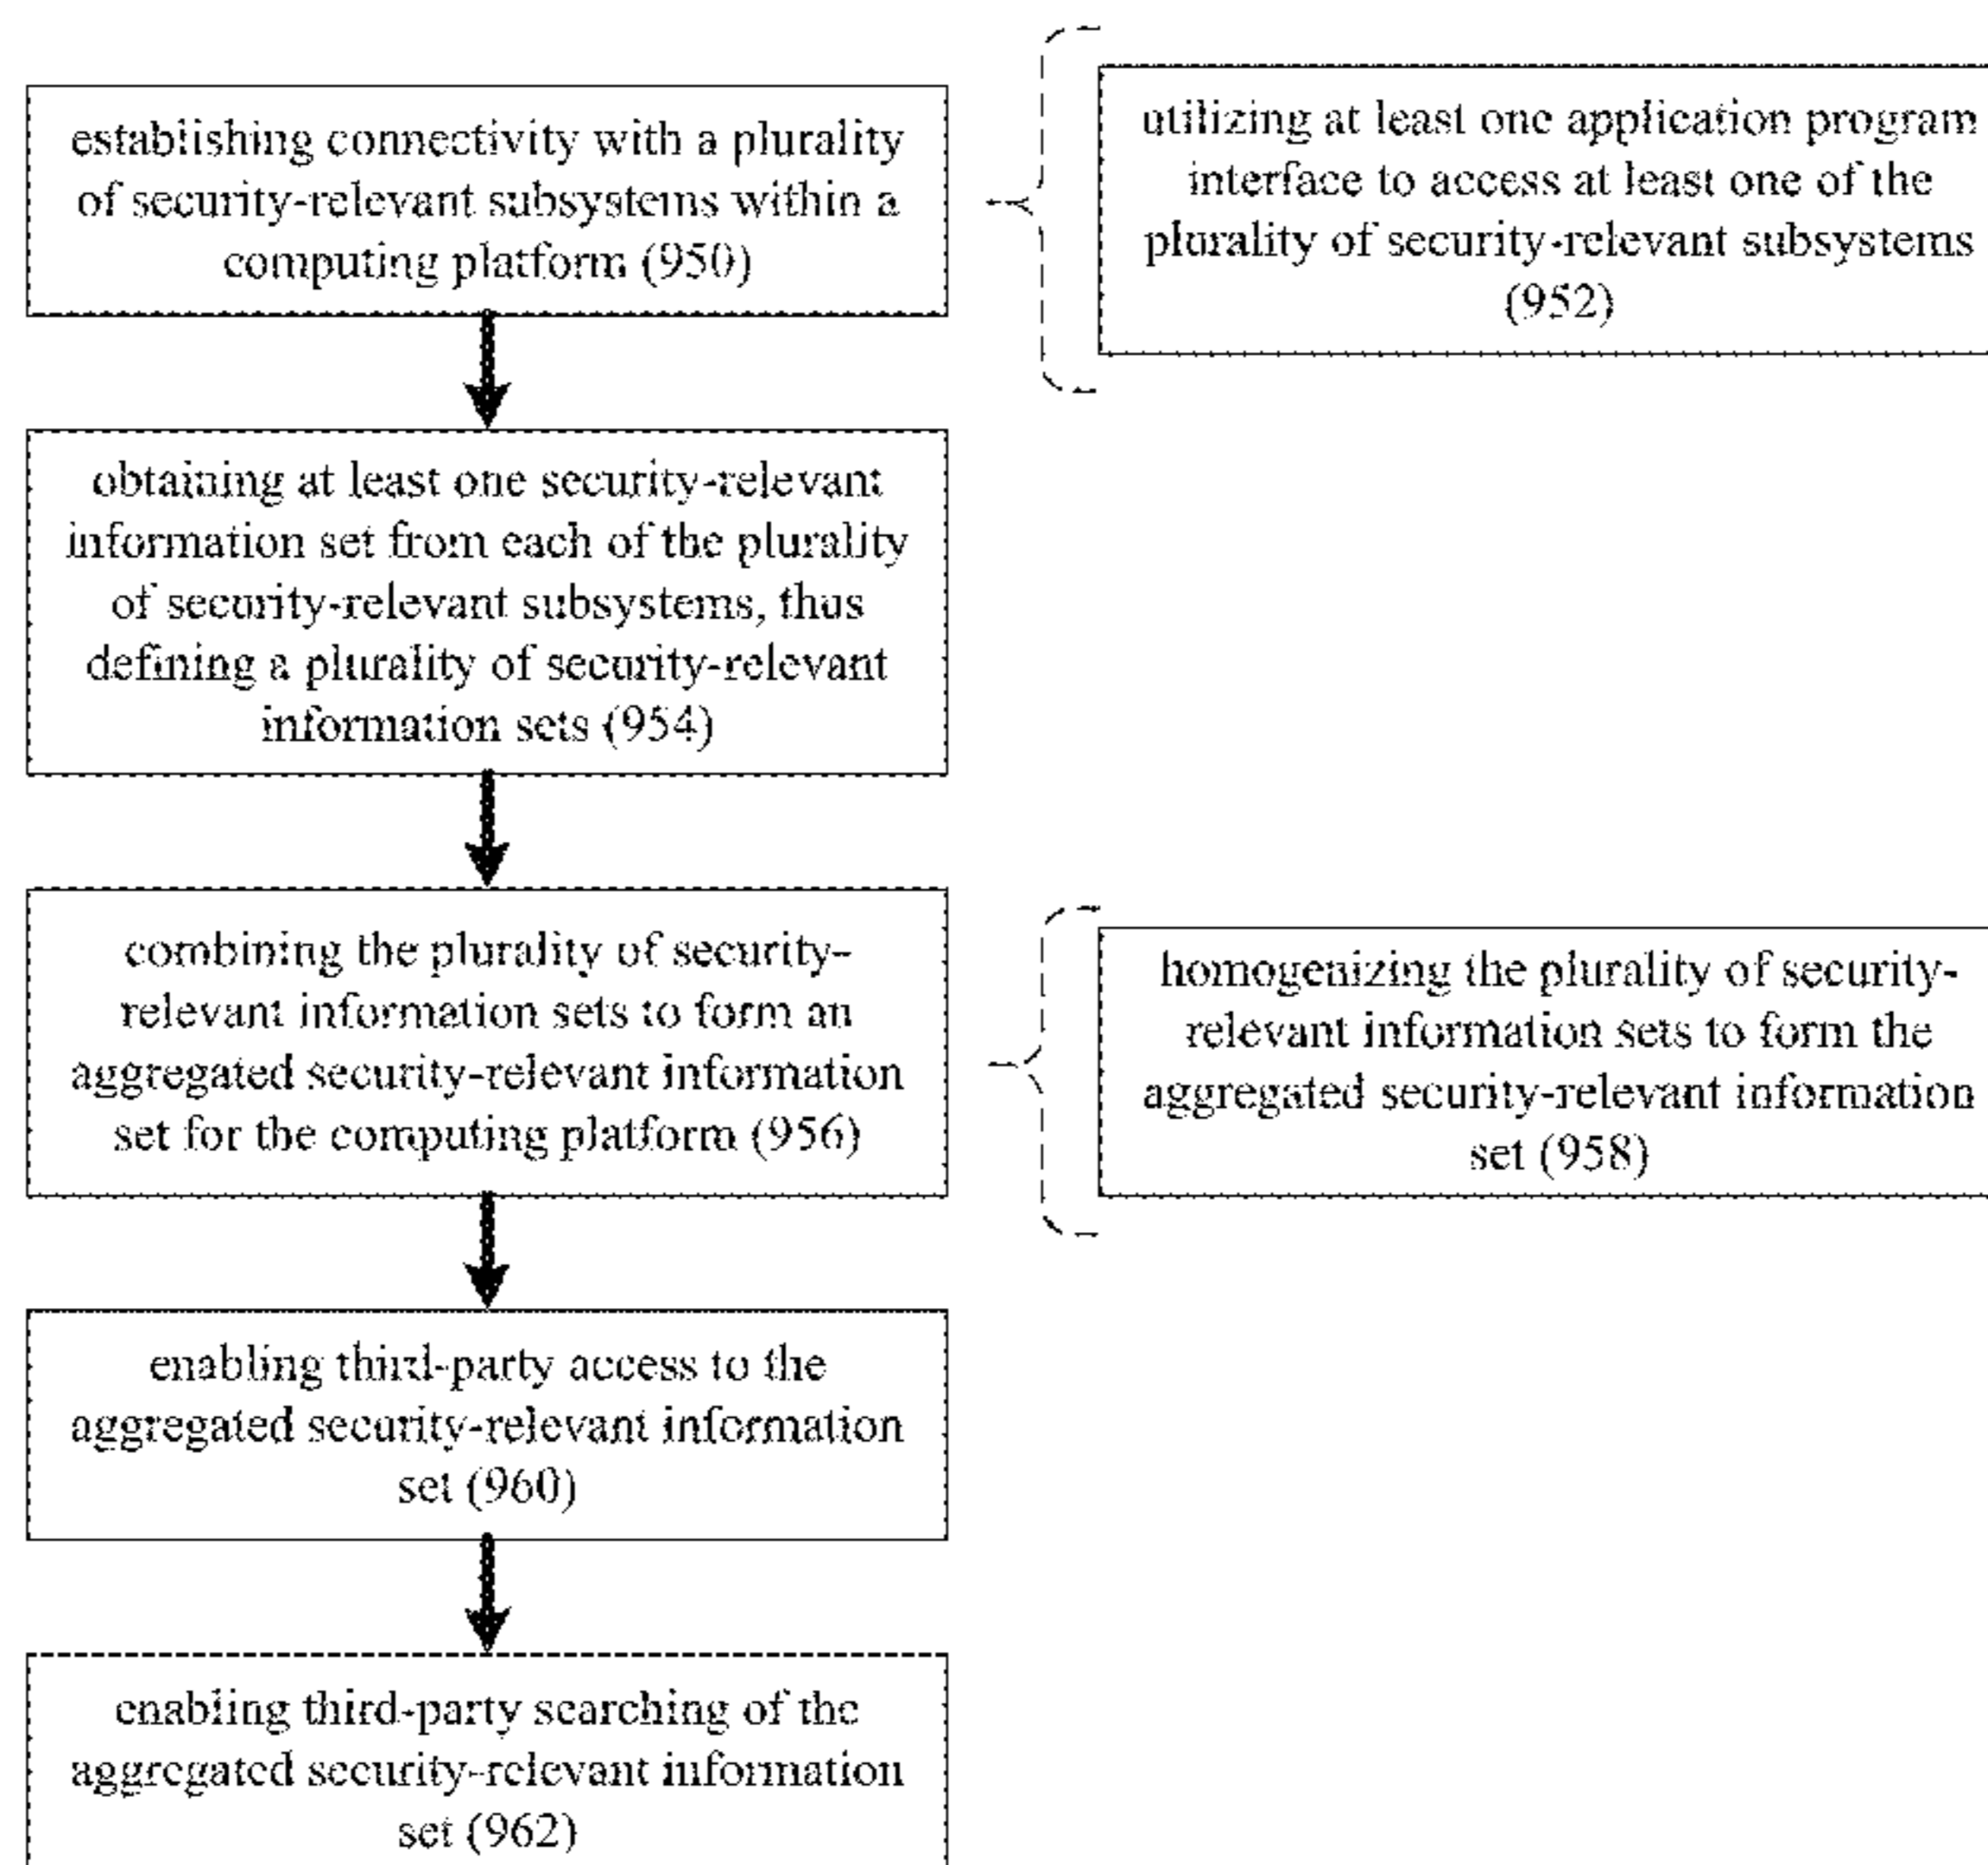 establishing connectivity with a plurality
of security-relevant subsystems within a
computing platform (950)
utilizing at least one application program
interface to access at least one of the
plurality of security-relevant subsystems
(952)
obtaining at least one security-relevant
information set from each of the plurality
of security-relevant subsystems, thus
defining a plurality of security-relevant
information sets (954)
combining the plurality of security-
relevant information sets to form an
aggregated security-relevant information
set for the computing platform (956)
homogenizing the plurality of security-
relevant information sets to form the
aggregated security-relevant information
set (958)
enabling third-party access to the
aggregated security-relevant information
set (960)
enabling third-party searching of the
aggregated security-relevant information
set (962)